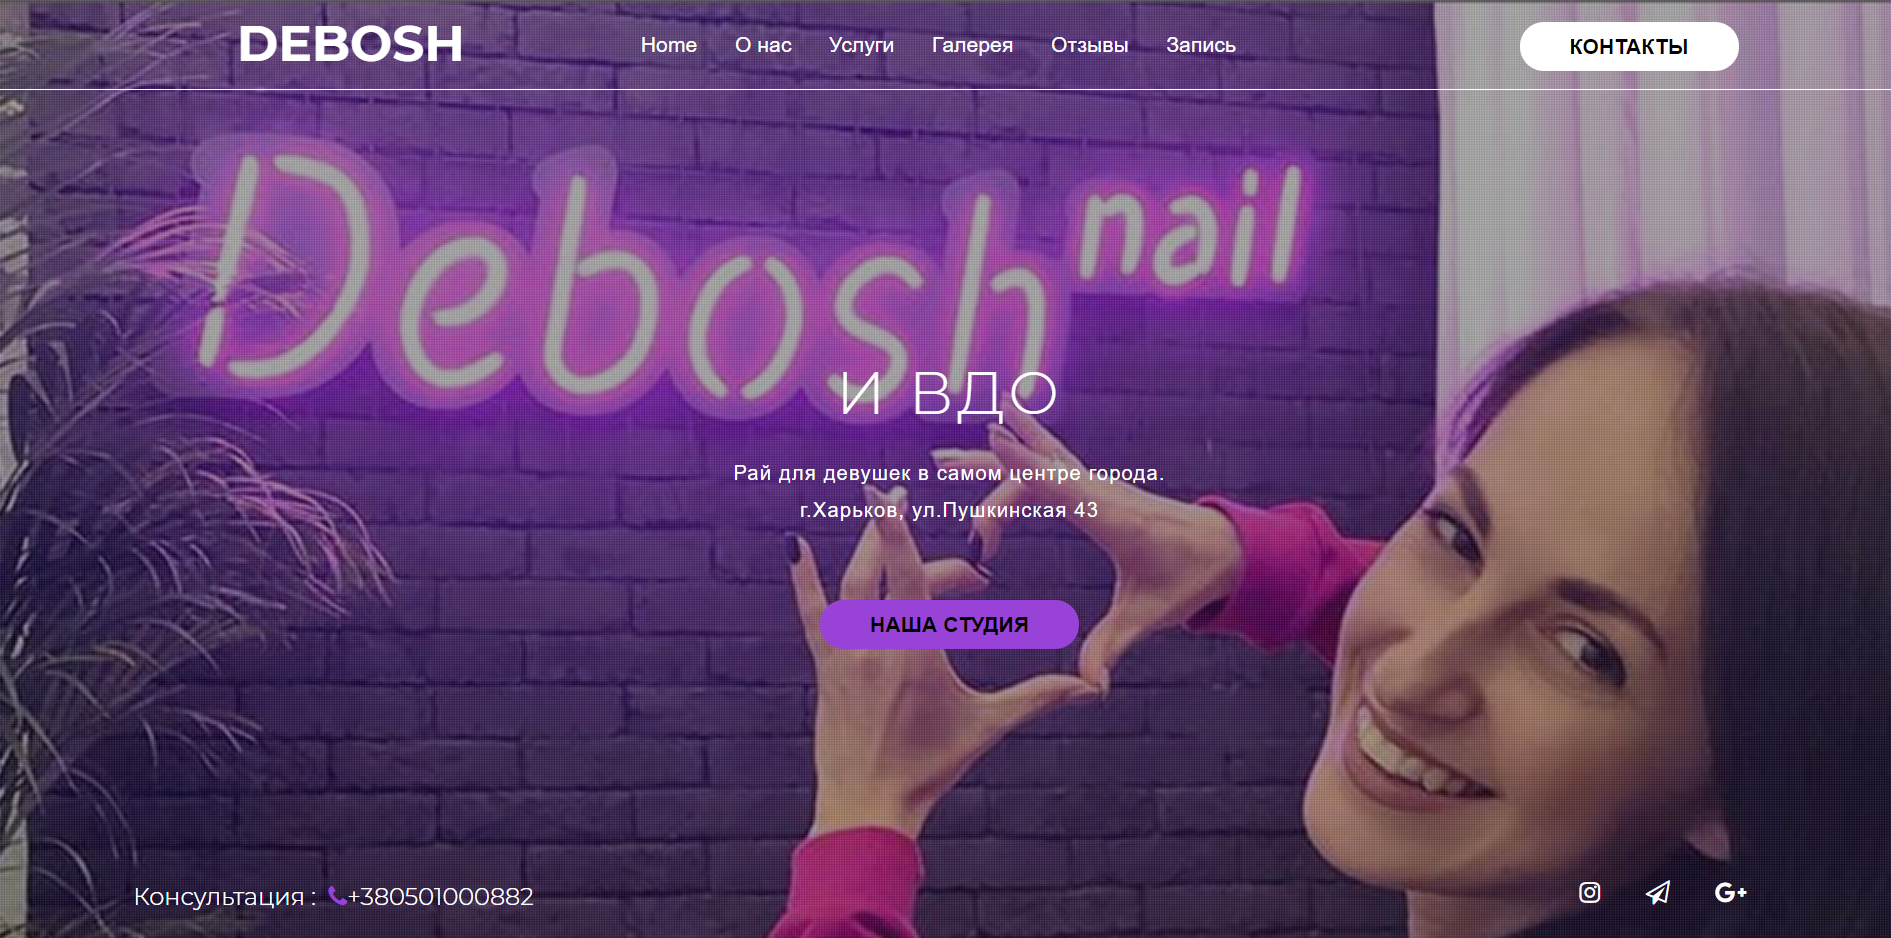 DEBOSH
Home О нас Услуги Галерея Отзывы Запись
КОНТАКТЫ
Debosh nail
И ВДО
Рай для девушек в самом центре города.
г.Харьков, ул.Пушкинская 43
НАША СТУДИЯ
Консультация : +380501000882
G+